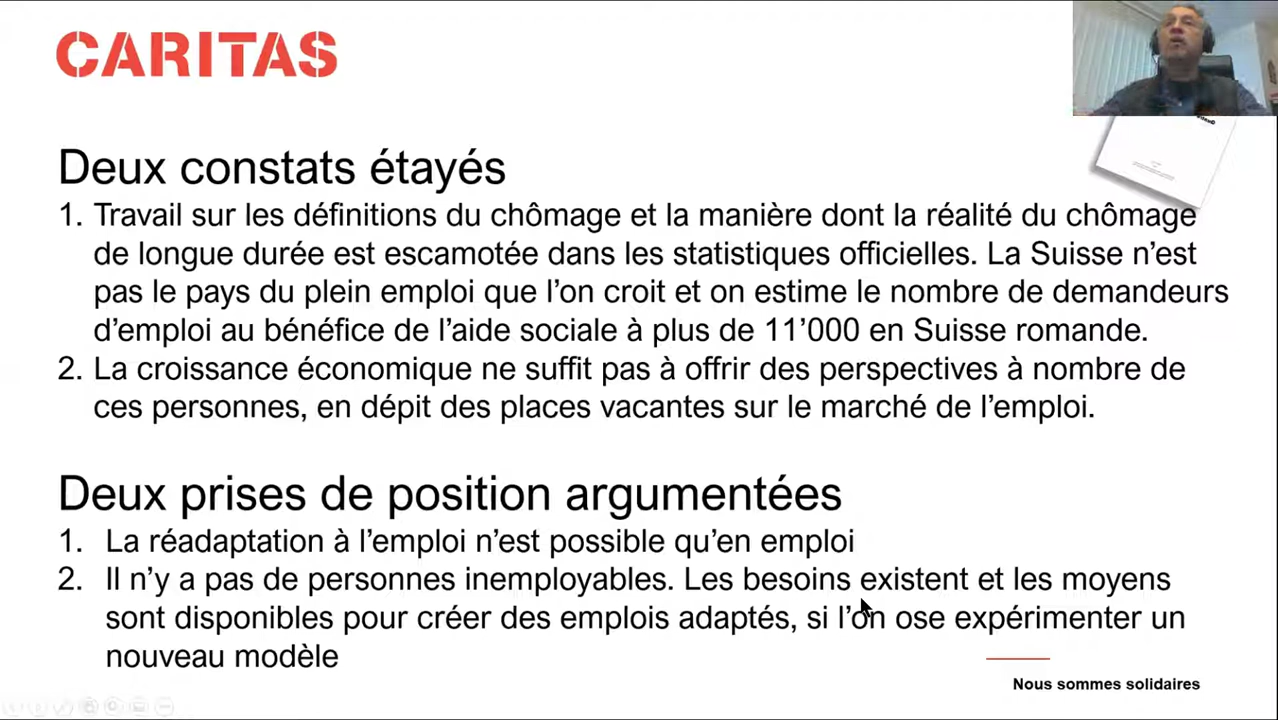 CARITAS
Deux constats étayés
1. Travail sur les définitions du chômage et la manière dont la réalité du chômage
de longue durée est escamotée dans les statistiques officielles. La Suisse n’est
pas le pays du plein emploi que l’on croit et on estime le nombre de demandeurs
d’emploi au bénéfice de l’aide sociale à plus de 11’000 en Suisse romande.
2. La croissance économique ne suffit pas à offrir des perspectives à nombre de
ces personnes, en dépit des places vacantes sur le marché de l’emploi.
Deux prises de position argumentées
1. La réadaptation à l’emploi n’est possible qu’en emploi
2. Il n’y a pas de personnes inemployables. Les besoins existent et les moyens
sont disponibles pour créer des emplois adaptés, si l’on ose expérimenter un
nouveau modèle
Nous sommes solidaires